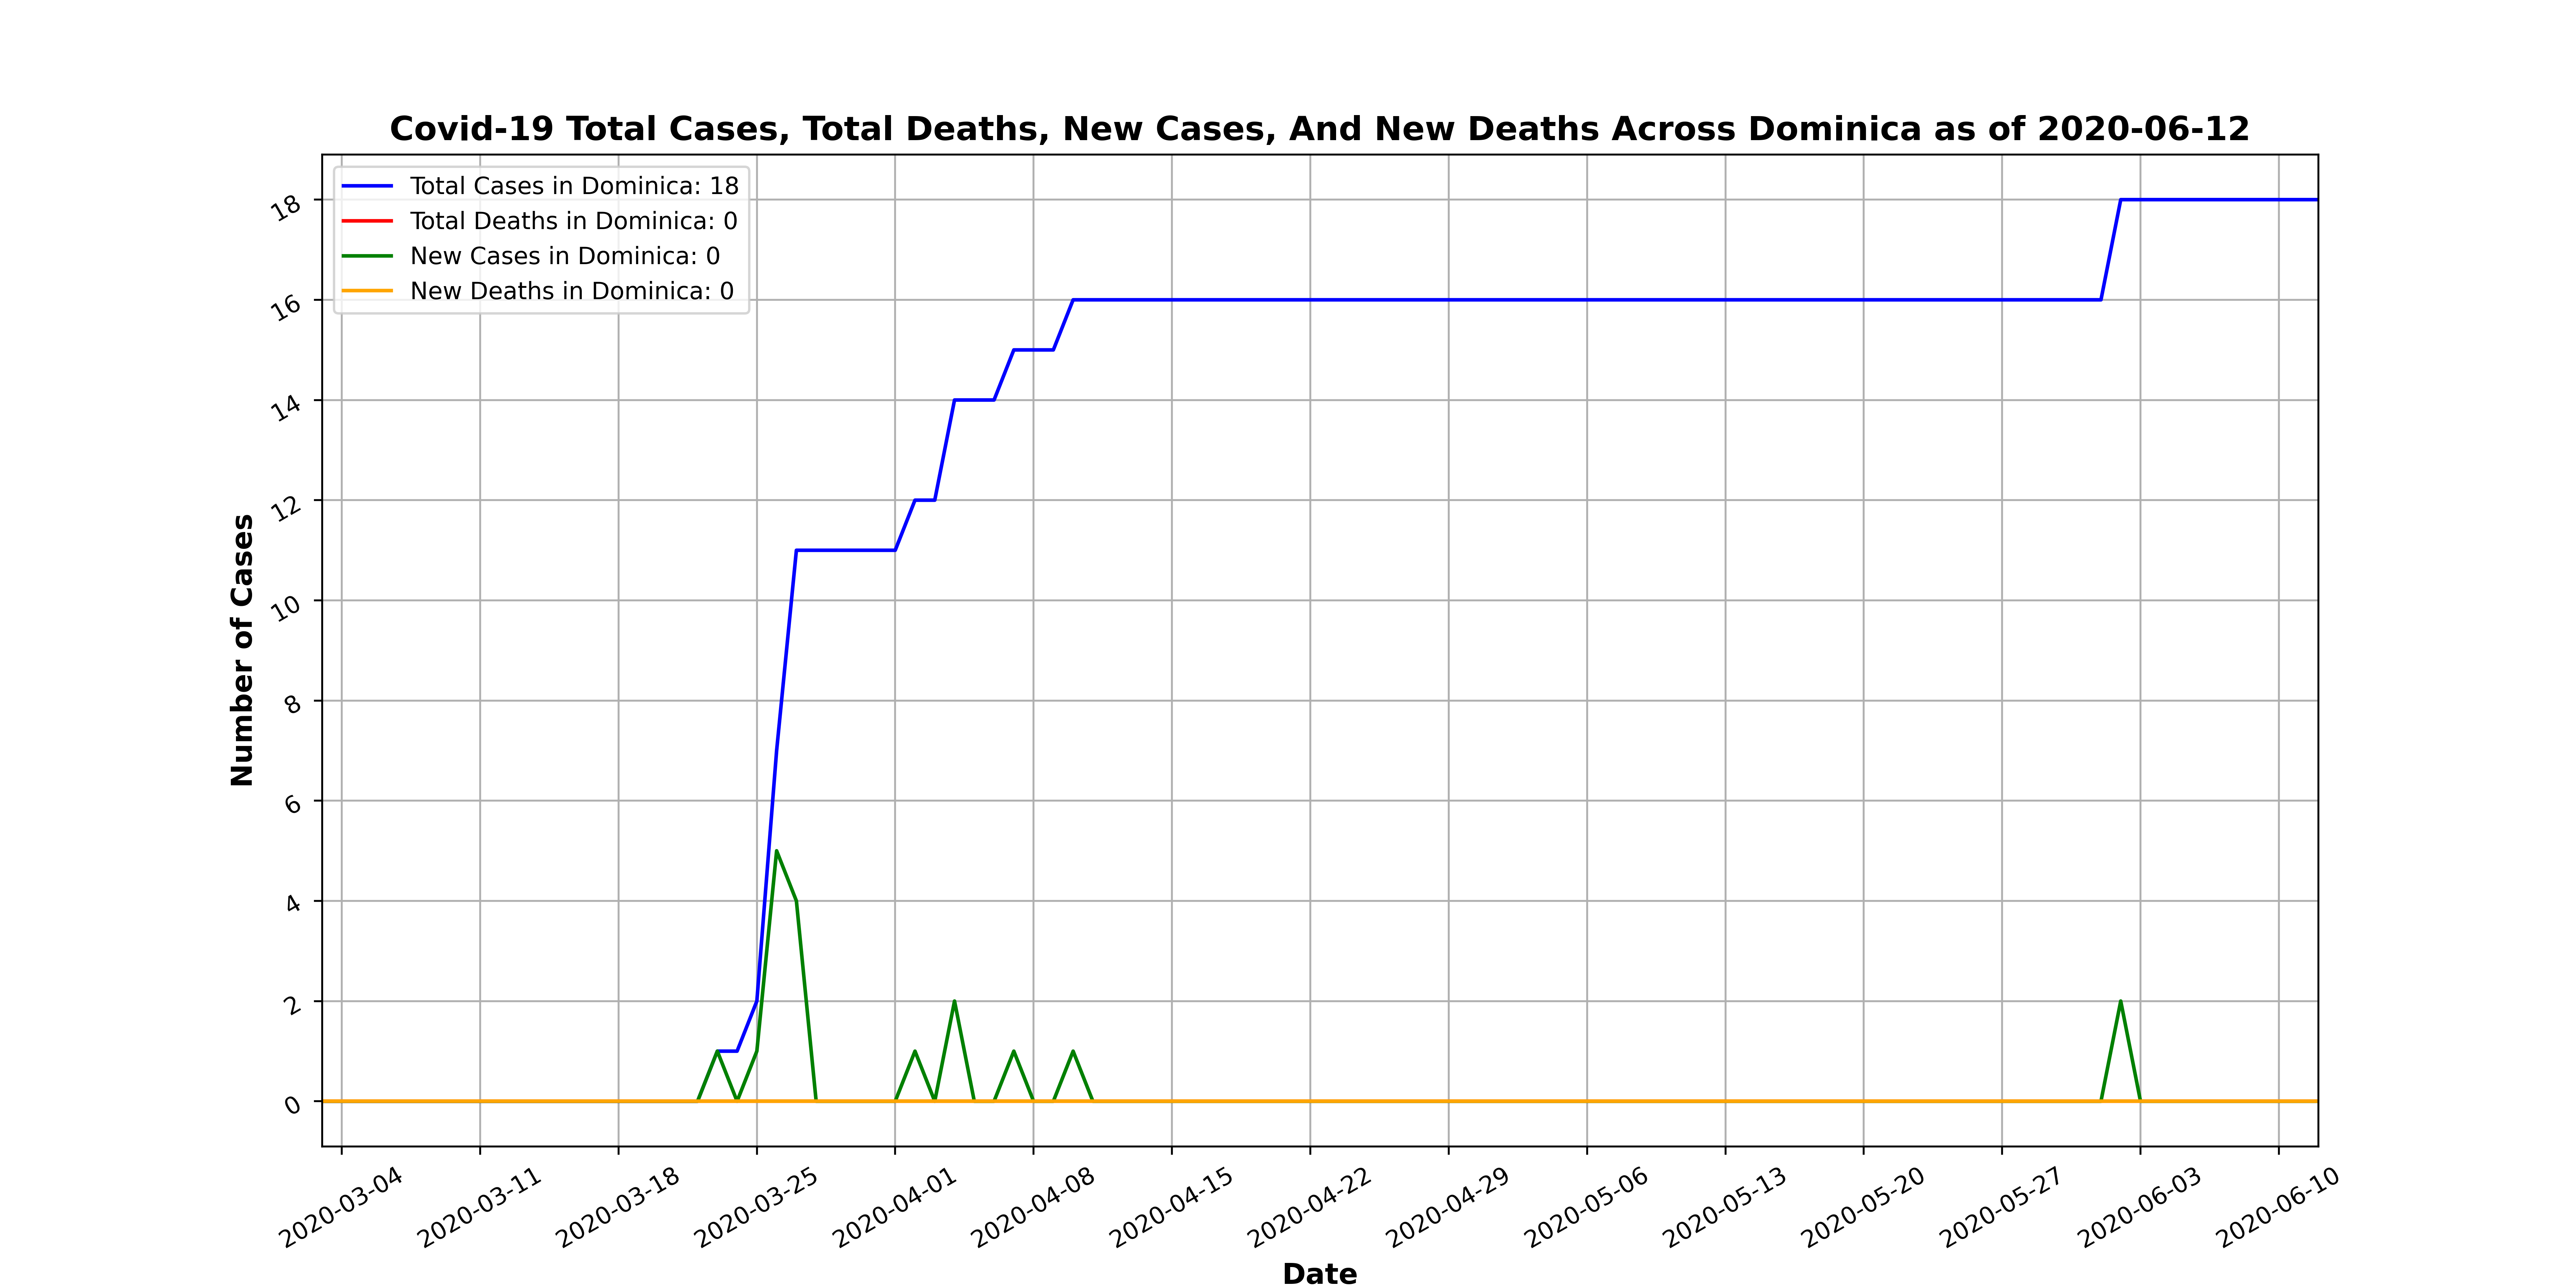 Covid-19 Total Cases, Total Deaths, New Cases, And New Deaths Across Dominica as of 2020-06-12
Total Cases in Dominica: 18
Total Deaths in Dominica: 0
New Cases in Dominica: 0
New Deaths in Dominica: 0
18
16
14
12
10
8
6
4
2
0
Number of Cases
2020-03-04 2020-03-11 2020-03-18 2020-03-25 2020-04-01 2020-04-08 2020-04-15 2020-04-22 2020-04-29 2020-05-06 2020-05-13 2020-05-20 2020-05-27 2020-06-03 2020-06-10
Date